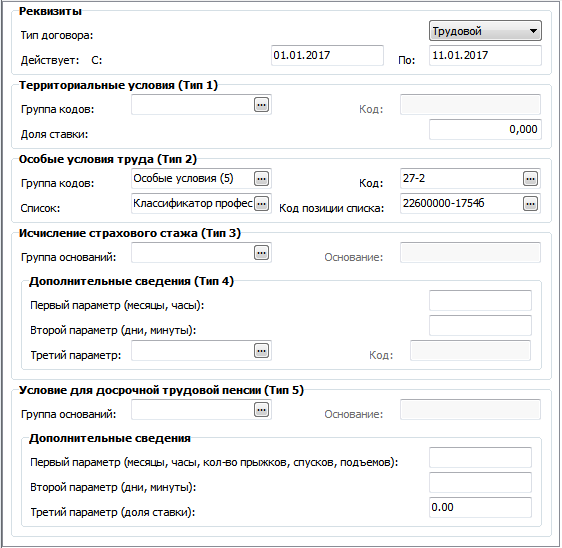 Реквизиты
Тип договора: Трудовой
Действует: С: 01.01.2017 По: 11.01.2017
Территориальные условия (Тип 1)
Группа кодов: ... Код:
Доля ставки: 0,000
Особые условия труда (Тип 2)
Группа кодов: Особые условия (5) ... Код: 27-2 ...
Список: Классификатор професс ... Код позиции списка: 22600000-1754б ...
Исчисление страхового стажа (Тип 3)
Группа оснований: ... Основание:
Дополнительные сведения (Тип 4)
Первый параметр (месяцы, часы):
Второй параметр (дни, минуты):
Третий параметр: ... Код:
Условие для досрочной трудовой пенсии (Тип 5)
Группа оснований: ... Основание:
Дополнительные сведения
Первый параметр (месяцы, часы, кол-во прыжков, спусков, подъемов):
Второй параметр (дни, минуты):
Третий параметр (доля ставки): 0.00